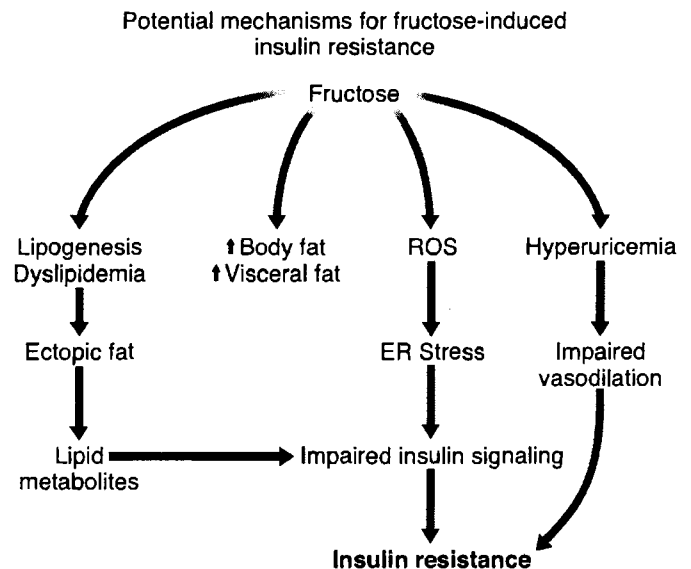 Potential mechanisms for fructose-induced
insulin resistance
Fructose
Lipogenesis
Dyslipidemia
⬆Body fat
⬆Visceral fat
ROS
Hyperuricemia
Ectopic fat
ER Stress
Impaired
vasodilation
Lipid
metabolites
Impaired insulin signaling
Insulin resistance